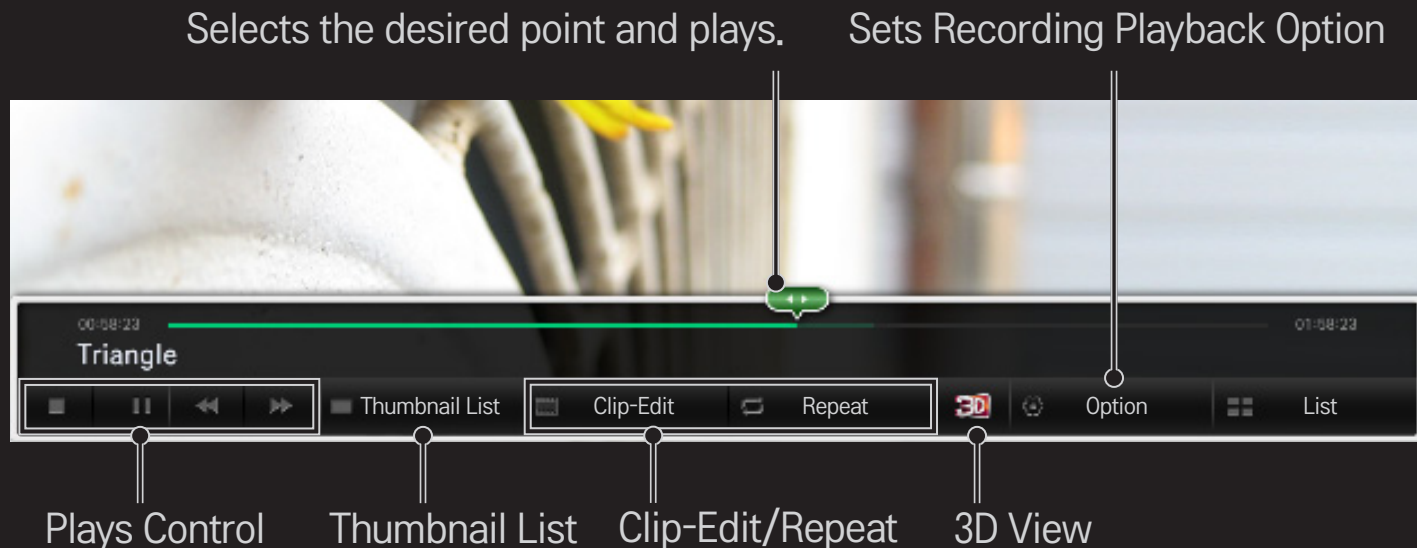 Selects the desired point and plays. Sets Recording Playback Option
00:58:23 01:58:23
Triangle
Thumbnail List Clip-Edit Repeat 3D Option List
Plays Control Thumbnail List Clip-Edit/Repeat 3D View